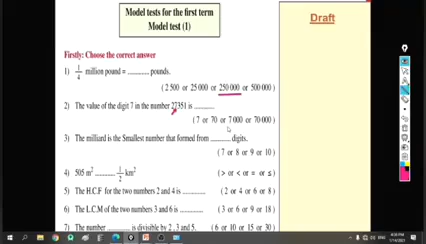 Model tests for the first term
Model test (1)
Draft
Firstly: Choose the correct answer
1) 1/4 million pound = ............ pounds.
(2 500 or 25 000 or 250 000 or 500 000)
2) The value of the digit 7 in the number 27351 is ............
(7 or 70 or 7 000 or 70 000)
3) The milliard is the Smallest number that formed from ............ digits.
(7 or 8 or 9 or 10)
4) 505 m² ............ 1/2 km²
(> or < or = or ≤)
5) The H.C.F for the two numbers 2 and 4 is ............
(2 or 4 or 6 or 8)
6) The L.C.M of the two numbers 3 and 6 is ............
(3 or 6 or 9 or 18)
7) The number ............ is divisible by 2 , 3 and 5.
(6 or 10 or 15 or 30)